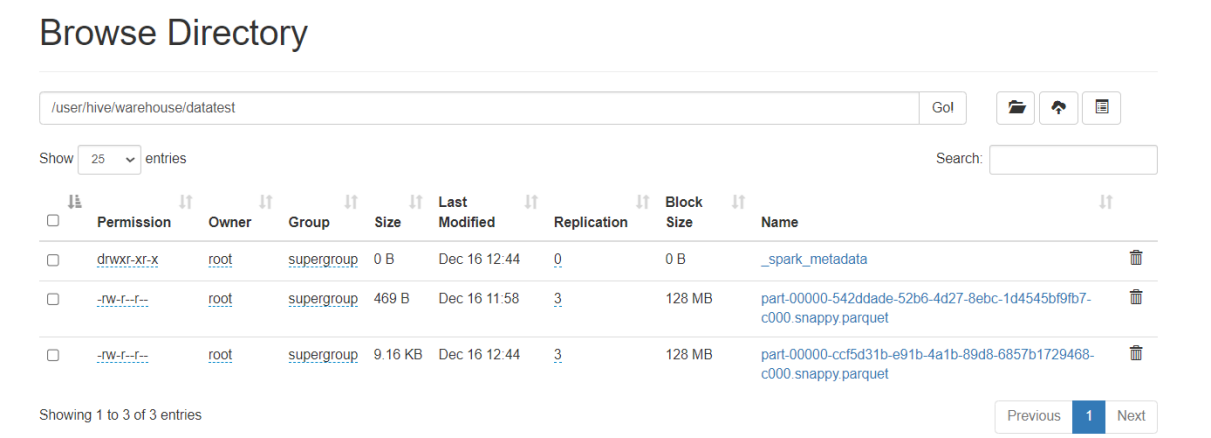 Browse Directory
/user/hive/warehouse/datatest Go!
Show 25 entries Search:
Permission Owner Group Size Last Modified Replication Block Size Name
drwxr-xr-x root supergroup 0 B Dec 16 12:44 0 0 B _spark_metadata
-rw-r--r-- root supergroup 469 B Dec 16 11:58 3 128 MB part-00000-542ddade-52b6-4d27-8ebc-1d4545bf9fb7-
c000.snappy.parquet
-rw-r--r-- root supergroup 9.16 KB Dec 16 12:44 3 128 MB part-00000-ccf5d31b-e91b-4a1b-89d8-6857b1729468-
c000.snappy.parquet
Showing 1 to 3 of 3 entries Previous 1 Next